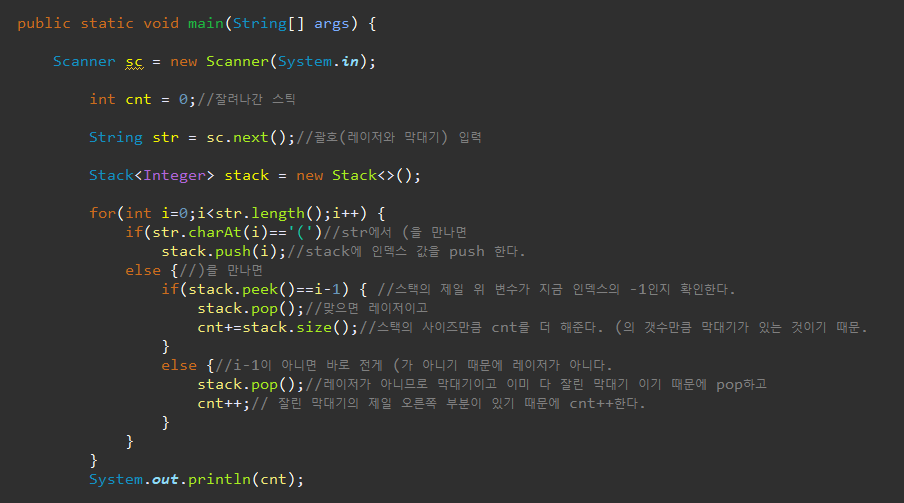 public static void main(String[] args) {
Scanner sc = new Scanner(System.in);
int cnt = 0;//잘려나간 스틱
String str = sc.next();//괄호(레이저와 막대기) 입력
Stack<Integer> stack = new Stack<>();
for(int i=0;i<str.length();i++) {
if(str.charAt(i)=='(')//str에서 (을 만나면
stack.push(i);//stack에 인덱스 값을 push 한다.
else {//)를 만나면
if(stack.peek()==i-1) { //스택의 제일 위 변수가 지금 인덱스의 -1인지 확인한다.
stack.pop();//맞으면 레이저이고
cnt+=stack.size();//스택의 사이즈만큼 cnt를 더 해준다. (의 갯수만큼 막대기가 있는 것이기 때문.
}
else {//i-1이 아니면 바로 전게 (가 아니기 때문에 레이저가 아니다.
stack.pop();//레이저가 아니므로 막대기이고 이미 다 잘린 막대기 이기 때문에 pop하고
cnt++;// 잘린 막대기의 제일 오른쪽 부분이 있기 때문에 cnt++한다.
}
}
}
System.out.println(cnt);